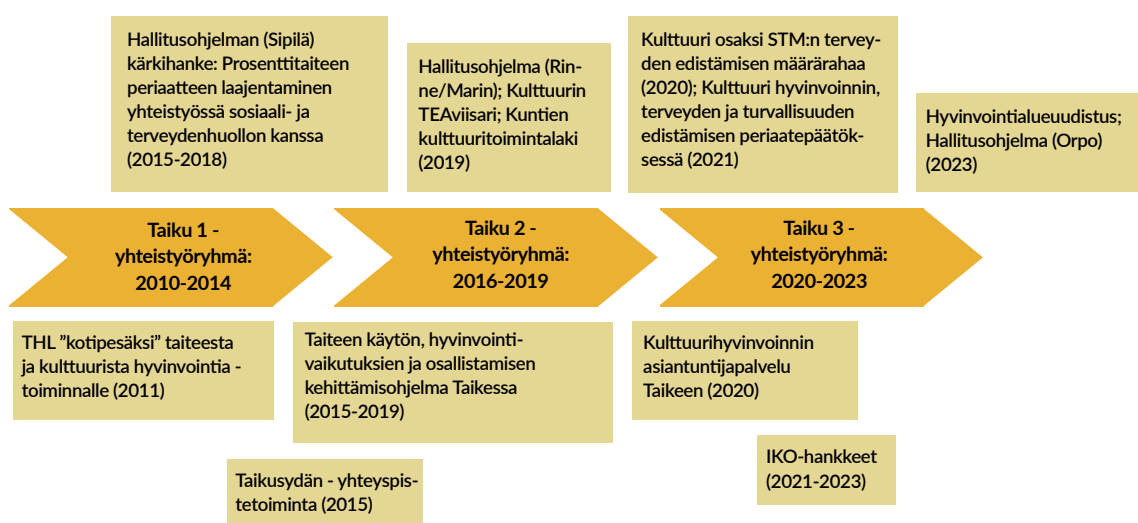 Hallitusohjelman (Sipilä)
kärkihanke: Prosenttitaiteen
periaatteen laajentaminen
yhteistyössä sosiaali- ja
terveydenhuollon kanssa
(2015-2018)
Hallitusohjelma (Rin-
ne/Marin); Kulttuurin
TEAviisari; Kuntien
kulttuuritoimintalaki
(2019)
Kulttuuri osaksi STM:n tervey-
den edistämisen määrärahaa
(2020); Kulttuuri hyvinvoinnin,
terveyden ja turvallisuuden
edistämisen periaatepäätök-
sessä (2021)
Hyvinvointialueuudistus;
Hallitusohjelma (Orpo)
(2023)
Taiku 1 -
yhteistyöryhmä:
2010-2014
Taiku 2 -
yhteistyöryhmä:
2016-2019
Taiku 3 -
yhteistyöryhmä:
2020-2023
THL ”kotipesäksi” taiteesta
ja kulttuurista hyvinvointia -
toiminnalle (2011)
Taiteen käytön, hyvinvointi-
vaikutuksien ja osallistamisen
kehittämisohjelma Taikessa
(2015-2019)
Kulttuurihyvinvoinnin
asiantuntijapalvelu
Taikeen (2020)
Taikusydän - yhteyspis-
tetoiminta (2015)
IKO-hankkeet
(2021-2023)